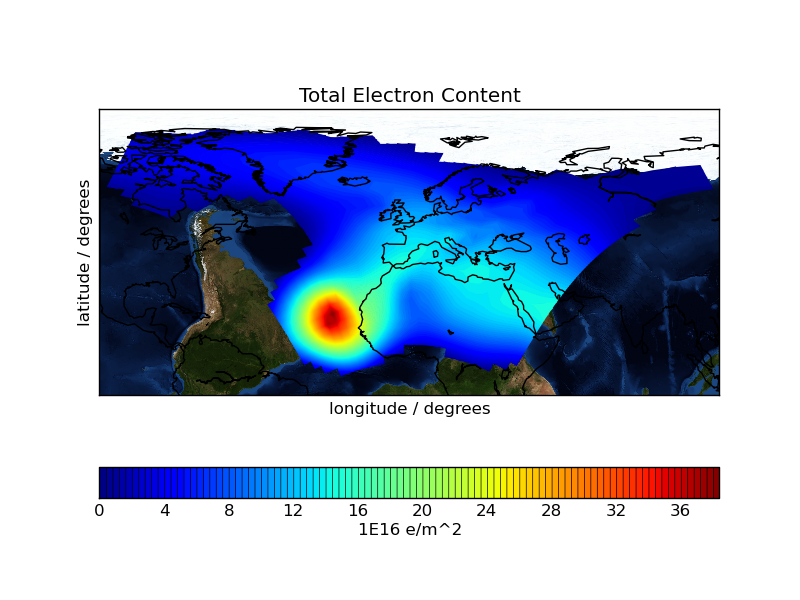 Total Electron Content
latitude / degrees
longitude / degrees
0 4 8 12 16 20 24 28 32 36
1E16 e/m^2